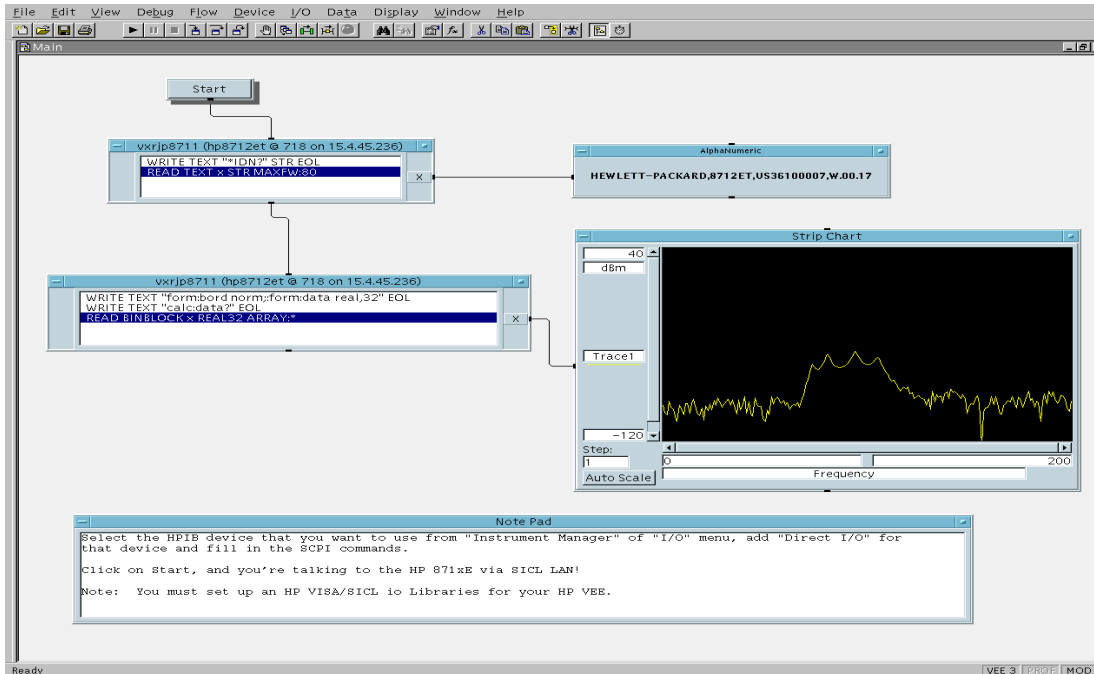 File Edit View Debug Flow Device I/O Data Display Window Help
Main
Start
vxrjp8711 (hp8712et @ 718 on 15.4.45.236)
WRITE TEXT "*IDN?" STR EOL
READ TEXT x STR MAXFW:80
X
AlphaNumeric
HEWLETT-PACKARD,8712ET,US36100007,W.00.17
vxrjp8711 (hp8712et @ 718 on 15.4.45.236)
WRITE TEXT "form:bord norm;:form:data real,32" EOL
WRITE TEXT "calc:data?" EOL
READ BINBLOCK x REAL32 ARRAY:*
X
Strip Chart
40
dBm
Trace1
-120
Step:
1
Auto Scale
0 200
Frequency
Note Pad
Select the HPIB device that you want to use from "Instrument Manager" of "I/O" menu, add "Direct I/O" for
that device and fill in the SCPI commands.
Click on Start, and you're talking to the HP 871xE via SICL LAN!
Note: You must set up an HP VISA/SICL io Libraries for your HP VEE.
Ready VEE 3 PROF MOD